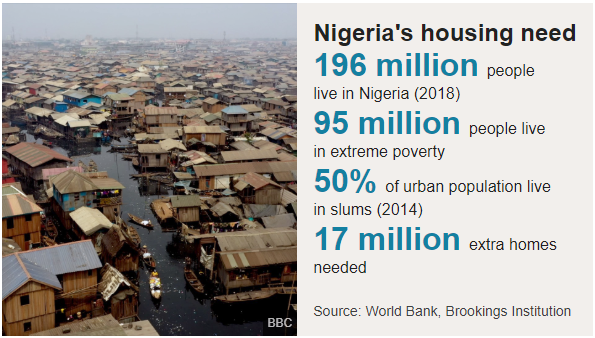 Nigeria's housing need
196 million people
live in Nigeria (2018)
95 million people live
in extreme poverty
50% of urban population live
in slums (2014)
17 million extra homes
needed
Source: World Bank, Brookings Institution
BBC